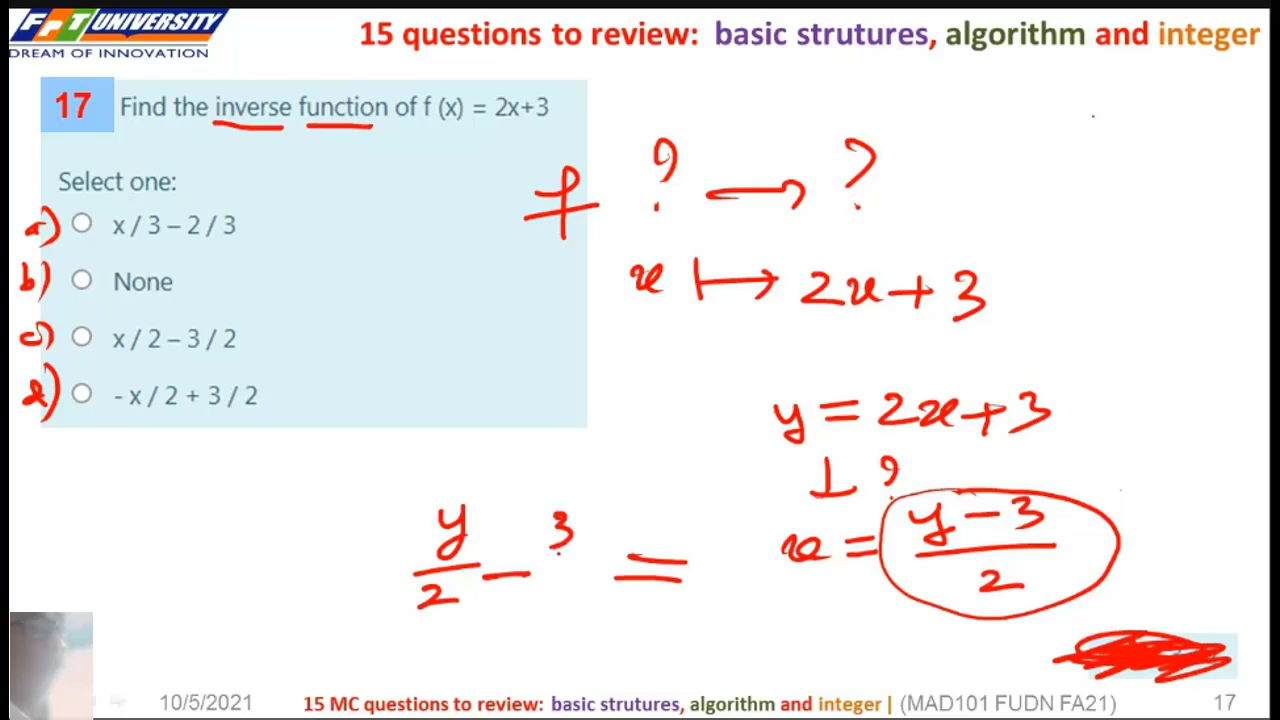 FPT UNIVERSITY
DREAM OF INNOVATION
15 questions to review: basic strutures, algorithm and integer
17 Find the inverse function of f (x) = 2x+3
Select one:
a) x / 3 – 2 / 3
b) None
c) x / 2 – 3 / 2
d) - x / 2 + 3 / 2
f ? ?
x ↦ 2x + 3
y = 2x + 3
?
x = y – 3 / 2
y / 2 – 3 =
10/5/2021
15 MC questions to review: basic strutures, algorithm and integer | (MAD101 FUDN FA21)
17